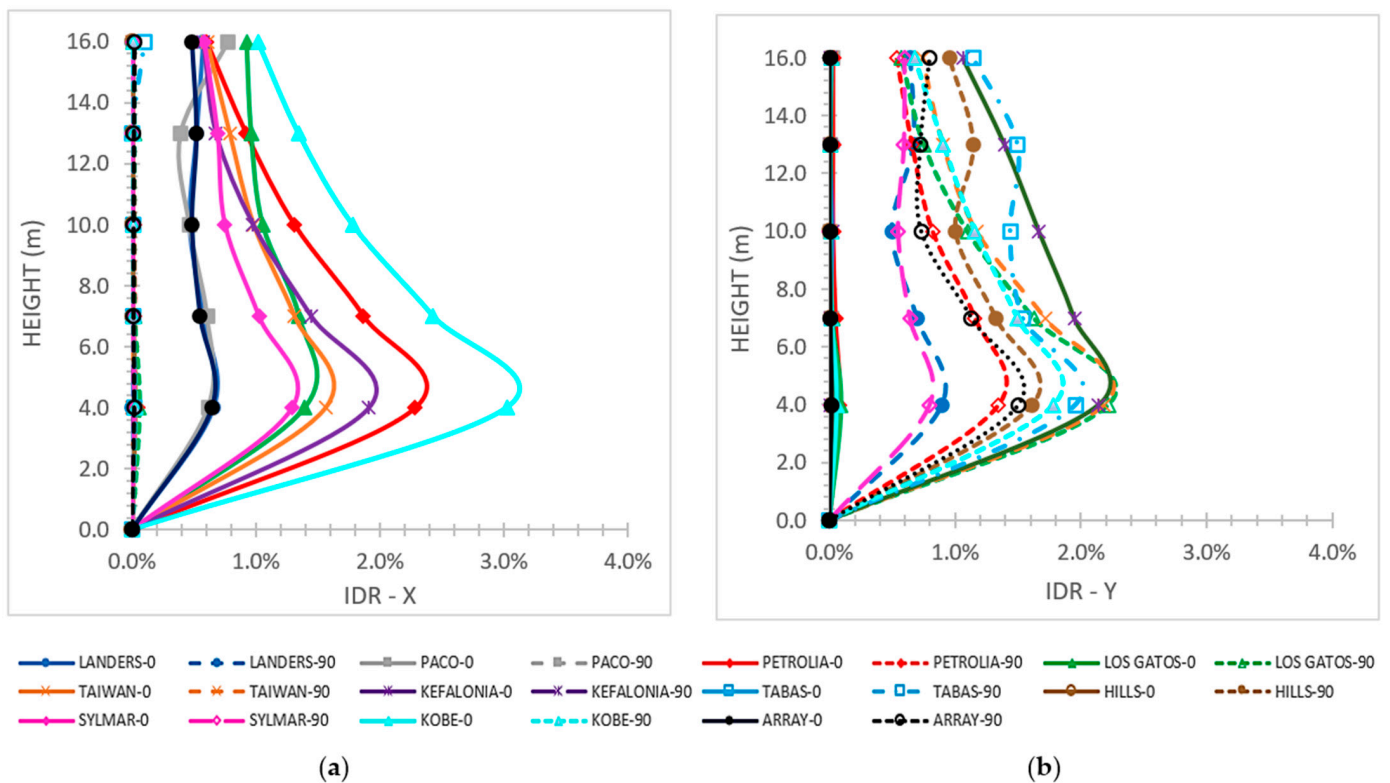 HEIGHT (m)
16.0
14.0
12.0
10.0
8.0
6.0
4.0
2.0
0.0
0.0% 1.0% 2.0% 3.0% 4.0%
IDR - X
HEIGHT (m)
16.0
14.0
12.0
10.0
8.0
6.0
4.0
2.0
0.0
0.0% 1.0% 2.0% 3.0% 4.0%
IDR - Y
LANDERS-0 LANDERS-90 PACO-0 PACO-90 PETROLIA-0 PETROLIA-90 LOS GATOS-0 LOS GATOS-90
TAIWAN-0 TAIWAN-90 KEFALONIA-0 KEFALONIA-90 TABAS-0 TABAS-90 HILLS-0 HILLS-90
SYLMAR-0 SYLMAR-90 KOBE-0 KOBE-90 ARRAY-0 ARRAY-90
(a) (b)